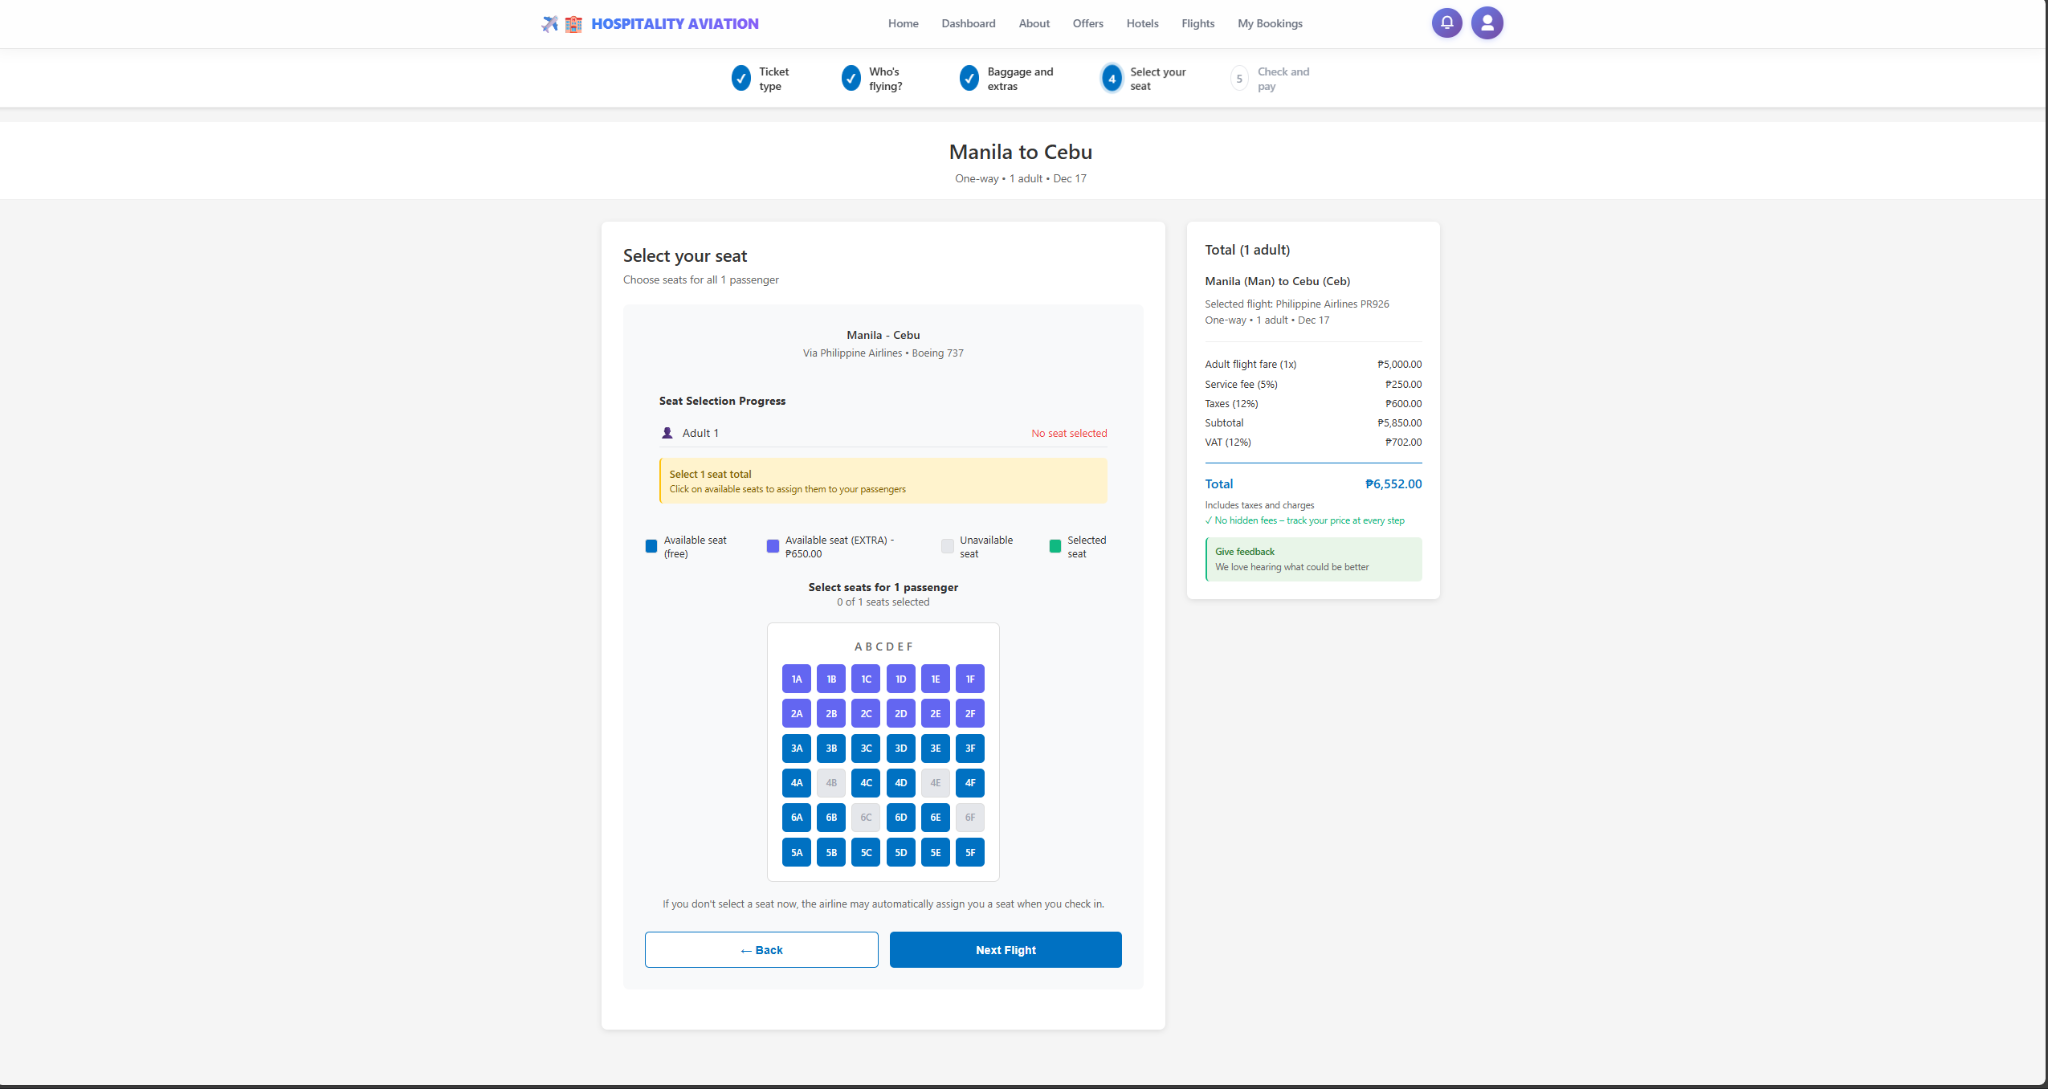 HOSPITALITY AVIATION
Home Dashboard About Offers Hotels Flights My Bookings
Ticket type
Who's flying?
Baggage and extras
4 Select your seat
5 Check and pay
Manila to Cebu
One-way • 1 adult • Dec 17
Select your seat
Choose seats for all 1 passenger
Manila - Cebu
Via Philippine Airlines • Boeing 737
Seat Selection Progress
Adult 1 No seat selected
Select 1 seat total
Click on available seats to assign them to your passengers
Available seat (free)
Available seat (EXTRA) - ₱650.00
Unavailable seat
Selected seat
Select seats for 1 passenger
0 of 1 seats selected
A B C D E F
1A 1B 1C 1D 1E 1F
2A 2B 2C 2D 2E 2F
3A 3B 3C 3D 3E 3F
4A 4B 4C 4D 4E 4F
6A 6B 6C 6D 6E 6F
5A 5B 5C 5D 5E 5F
If you don't select a seat now, the airline may automatically assign you a seat when you check in.
← Back
Next Flight
Total (1 adult)
Manila (Man) to Cebu (Ceb)
Selected flight: Philippine Airlines PR926
One-way • 1 adult • Dec 17
Adult flight fare (1x) ₱5,000.00
Service fee (5%) ₱250.00
Taxes (12%) ₱600.00
Subtotal ₱5,850.00
VAT (12%) ₱702.00
Total ₱6,552.00
Includes taxes and charges
✓ No hidden fees – track your price at every step
Give feedback
We love hearing what could be better